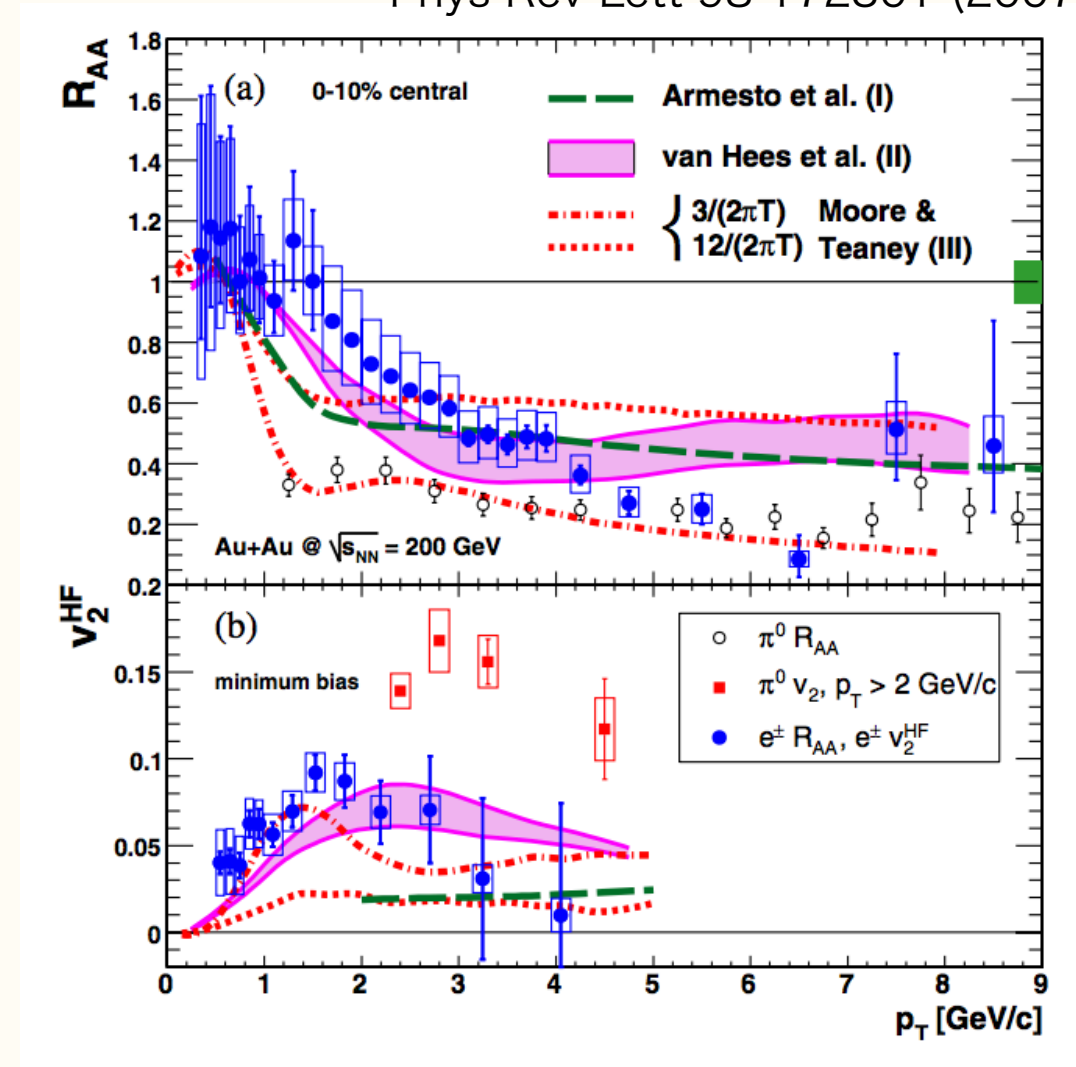 Phys Rev Lett 98 172301 (2007
R_AA
1.8
1.6
1.4
1.2
1
0.8
0.6
0.4
0.2
(a)
0-10% central
Armesto et al. (I)
van Hees et al. (II)
{ 3/(2πT) Moore &
12/(2πT) Teaney (III)
Au+Au @ √s_NN = 200 GeV
v_2^HF
0.2
0.15
0.1
0.05
0
(b)
minimum bias
π⁰ R_AA
π⁰ v_2, p_T > 2 GeV/c
e± R_AA, e± v_2^HF
0 1 2 3 4 5 6 7 8 9
p_T [GeV/c]